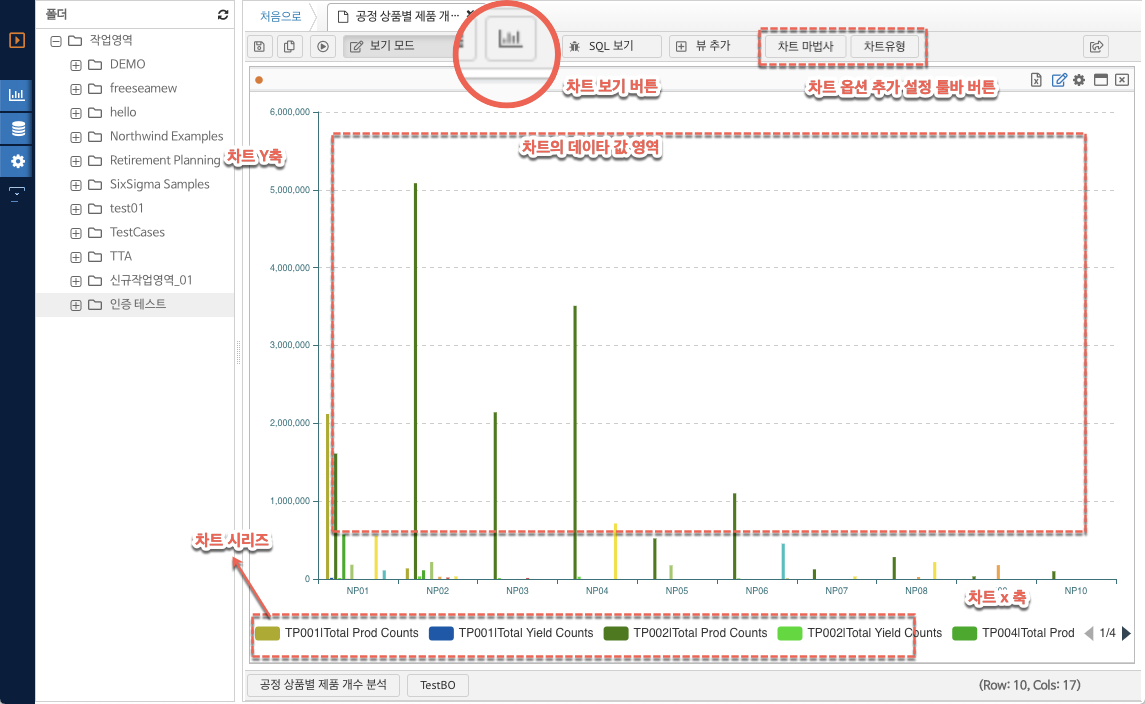 폴더
처음으로
공정 상품별 제품 개···
보기 모드
SQL 보기
뷰 추가
차트 마법사
차트유형
작업영역
DEMO
freeseamew
hello
Northwind Examples
Retirement Planning
SixSigma Samples
test01
TestCases
TTA
신규작업영역_01
인증 테스트
차트 보기 버튼
차트 옵션 추가 설정 툴바 버튼
차트의 데이타 값 영역
차트 Y축
6,000,000
5,000,000
4,000,000
3,000,000
2,000,000
1,000,000
0
NP01
NP02
NP03
NP04
NP05
NP06
NP07
NP08
NP10
차트 시리즈
차트 x 축
TP001|Total Prod Counts
TP001|Total Yield Counts
TP002|Total Prod Counts
TP002|Total Yield Counts
TP004|Total Prod
1/4
공정 상품별 제품 개수 분석
TestBO
(Row: 10, Cols: 17)